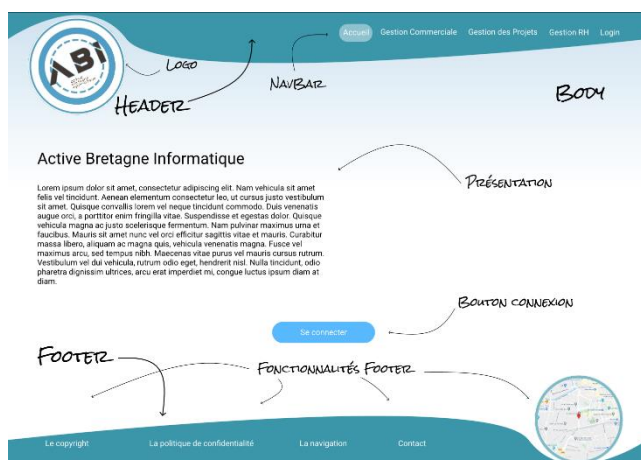 Accueil Gestion Commerciale Gestion des Projets Gestion RH Login
ABI
LOGO
NAVBAR
HEADER
BODY
Active Bretagne Informatique
PRÉSENTATION
Lorem ipsum dolor sit amet, consectetur adipiscing elit. Nam vehicula sit amet
felis vel tincidunt. Aenean elementum consectetur leo, ut cursus justo vestibulum
sit amet. Quisque convallis lorem vel neque tincidunt commodo. Duis venenatis
augue orci, a porttitor enim fringilla vitae. Suspendisse et egestas dolor. Quisque
vehicula magna ac justo scelerisque fermentum. Nam pulvinar maximus urna et
faucibus. Mauris sit amet nunc vel orci efficitur sagittis vitae et mauris. Curabitur
massa libero, aliquam ac magna quis, vehicula venenatis magna. Fusce vel
maximus arcu, sed tempus nibh. Maecenas vitae purus vel mauris cursus rutrum.
Vestibulum vel dui vehicula, rutrum odio eget, hendrerit nisl. Nulla tincidunt, odio
pharetra dignissim ultrices, arcu erat imperdiet mi, congue luctus ipsum diam at
diam.
BOUTON CONNEXION
Se connecter
FOOTER
FONCTIONNALITÉS FOOTER
Le copyright La politique de confidentialité La navigation Contact